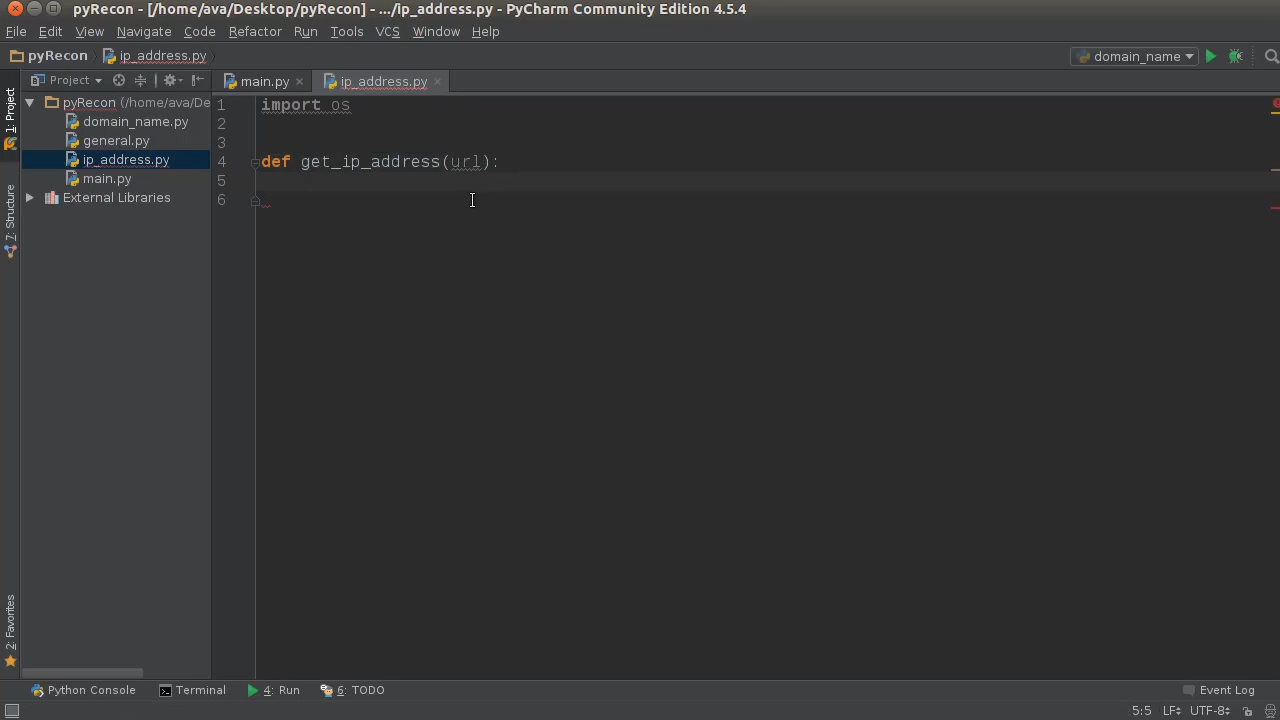 pyRecon - [/home/ava/Desktop/pyRecon] - .../ip_address.py - PyCharm Community Edition 4.5.4
File Edit View Navigate Code Refactor Run Tools VCS Window Help
pyRecon ip_address.py domain_name
Project main.py ip_address.py
1: Project
7: Structure
2: Favorites
pyRecon (/home/ava/De
domain_name.py
general.py
ip_address.py
main.py
External Libraries
1 import os
2
3
4 def get_ip_address(url):
5
6
Python Console Terminal 4: Run 6: TODO Event Log
5:5 LF UTF-8